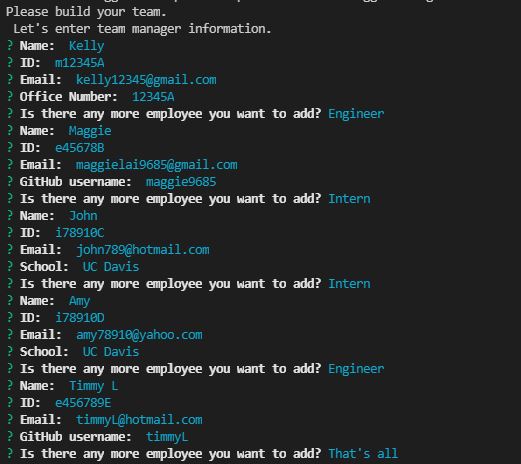 Please build your team.
Let's enter team manager information.
? Name: Kelly
? ID: m12345A
? Email: kelly12345@gmail.com
? Office Number: 12345A
? Is there any more employee you want to add? Engineer
? Name: Maggie
? ID: e45678B
? Email: maggielai9685@gmail.com
? GitHub username: maggie9685
? Is there any more employee you want to add? Intern
? Name: John
? ID: i78910C
? Email: john789@hotmail.com
? School: UC Davis
? Is there any more employee you want to add? Intern
? Name: Amy
? ID: i78910D
? Email: amy78910@yahoo.com
? School: UC Davis
? Is there any more employee you want to add? Engineer
? Name: Timmy L
? ID: e456789E
? Email: timmyL@hotmail.com
? GitHub username: timmyL
? Is there any more employee you want to add? That's all